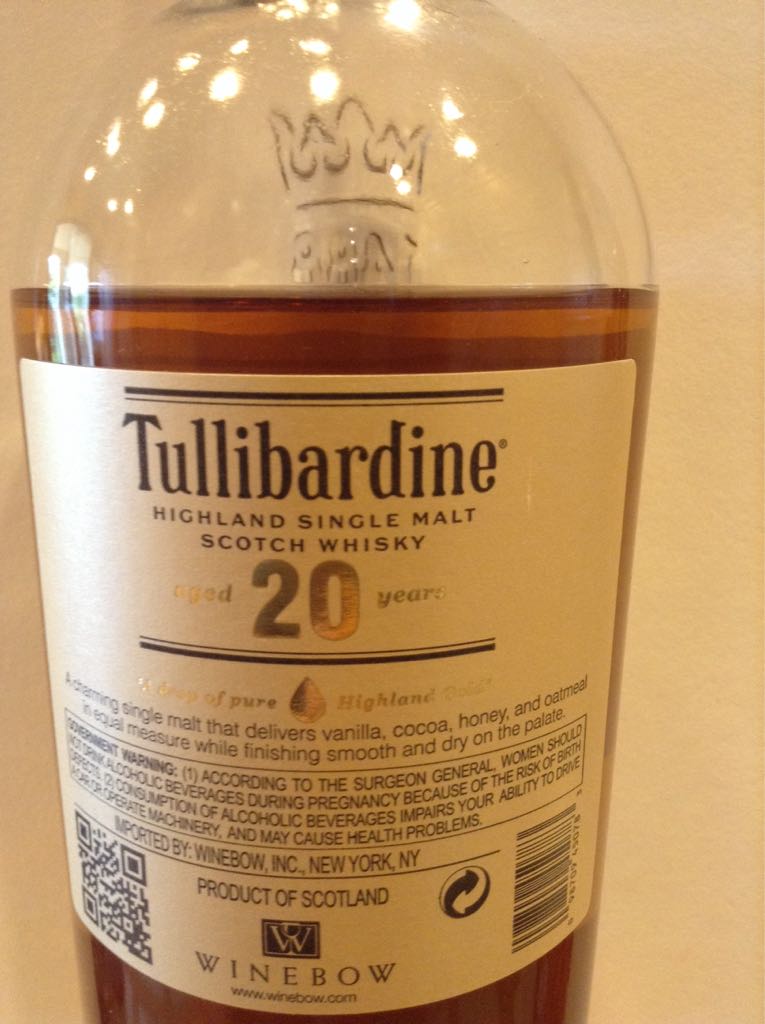 Tullibardine®
HIGHLAND SINGLE MALT
SCOTCH WHISKY
aged 20 years
A drop of pure Highland Gold"
A charming single malt that delivers vanilla, cocoa, honey, and oatmeal
in equal measure while finishing smooth and dry on the palate.
GOVERNMENT WARNING: (1) ACCORDING TO THE SURGEON GENERAL, WOMEN SHOULD
NOT DRINK ALCOHOLIC BEVERAGES DURING PREGNANCY BECAUSE OF THE RISK OF BIRTH
DEFECTS. (2) CONSUMPTION OF ALCOHOLIC BEVERAGES IMPAIRS YOUR ABILITY TO DRIVE
A CAR OR OPERATE MACHINERY, AND MAY CAUSE HEALTH PROBLEMS.
IMPORTED BY: WINEBOW, INC., NEW YORK, NY
PRODUCT OF SCOTLAND
W
WINEBOW
www.winebow.com